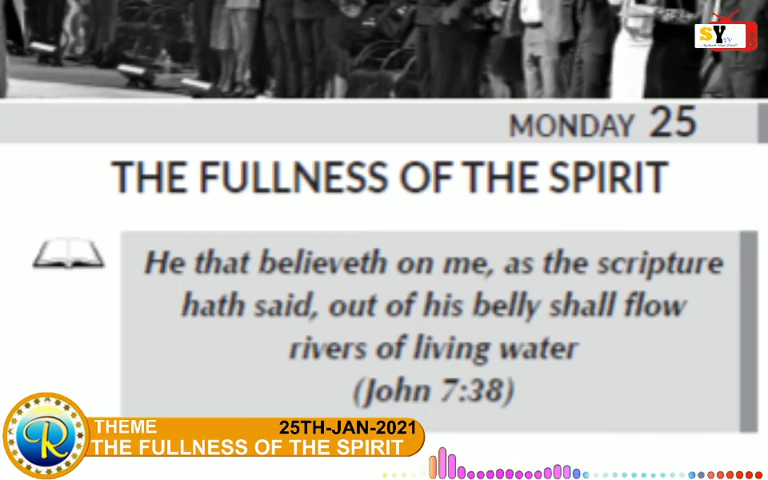 SY
MONDAY 25
THE FULLNESS OF THE SPIRIT
He that believeth on me, as the scripture
hath said, out of his belly shall flow
rivers of living water
(John 7:38)
R
THEME 25TH-JAN-2021
THE FULLNESS OF THE SPIRIT